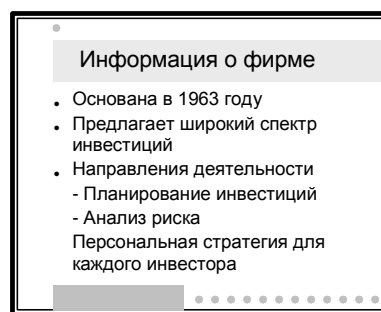 Информация о фирме
. Основана в 1963 году
. Предлагает широкий спектр
инвестиций
. Направления деятельности
- Планирование инвестиций
- Анализ риска
Персональная стратегия для
каждого инвестора